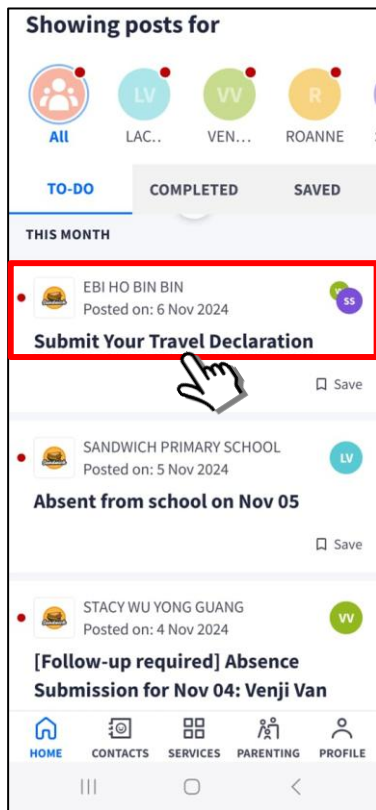 Showing posts for
LV
VV
R
All
LAC..
VEN...
ROANNE
TO-DO
COMPLETED
SAVED
THIS MONTH
EBI HO BIN BIN
Posted on: 6 Nov 2024
SS
Submit Your Travel Declaration
Save
SANDWICH PRIMARY SCHOOL
Posted on: 5 Nov 2024
LV
Absent from school on Nov 05
Save
STACY WU YONG GUANG
Posted on: 4 Nov 2024
VV
[Follow-up required] Absence
Submission for Nov 04: Venji Van
HOME
CONTACTS
SERVICES
PARENTING
PROFILE